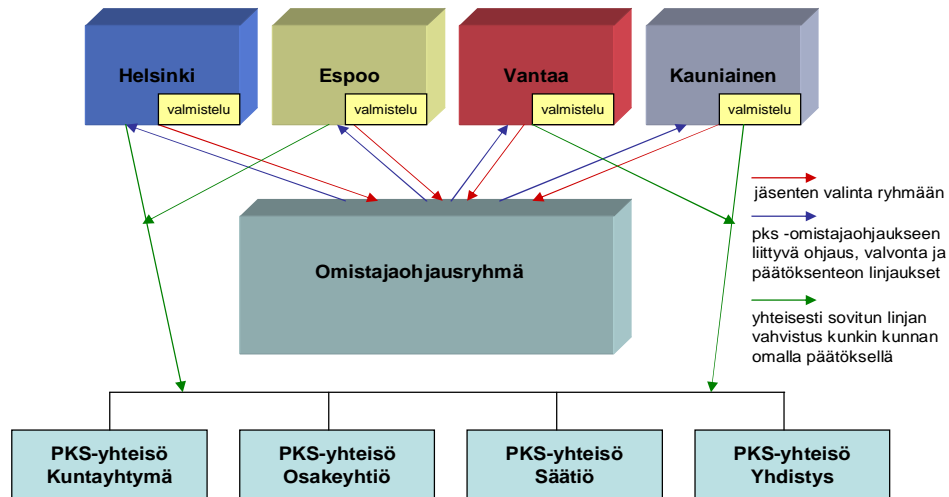 Helsinki
Espoo
Vantaa
Kauniainen
valmistelu
valmistelu
valmistelu
valmistelu
Omistajaohjausryhmä
jäsenten valinta ryhmään
pks -omistajaohjaukseen
liittyvä ohjaus, valvonta ja
päätöksenteon linjaukset
yhteisesti sovitun linjan
vahvistus kunkin kunnan
omalla päätöksellä
PKS-yhteisö
Kuntayhtymä
PKS-yhteisö
Osakeyhtiö
PKS-yhteisö
Säätiö
PKS-yhteisö
Yhdistys